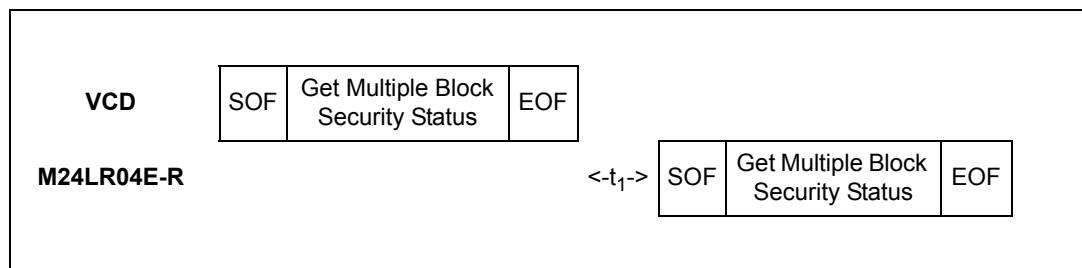 VCD SOF Get Multiple Block Security Status EOF
M24LR04E-R <-t₁-> SOF Get Multiple Block Security Status EOF